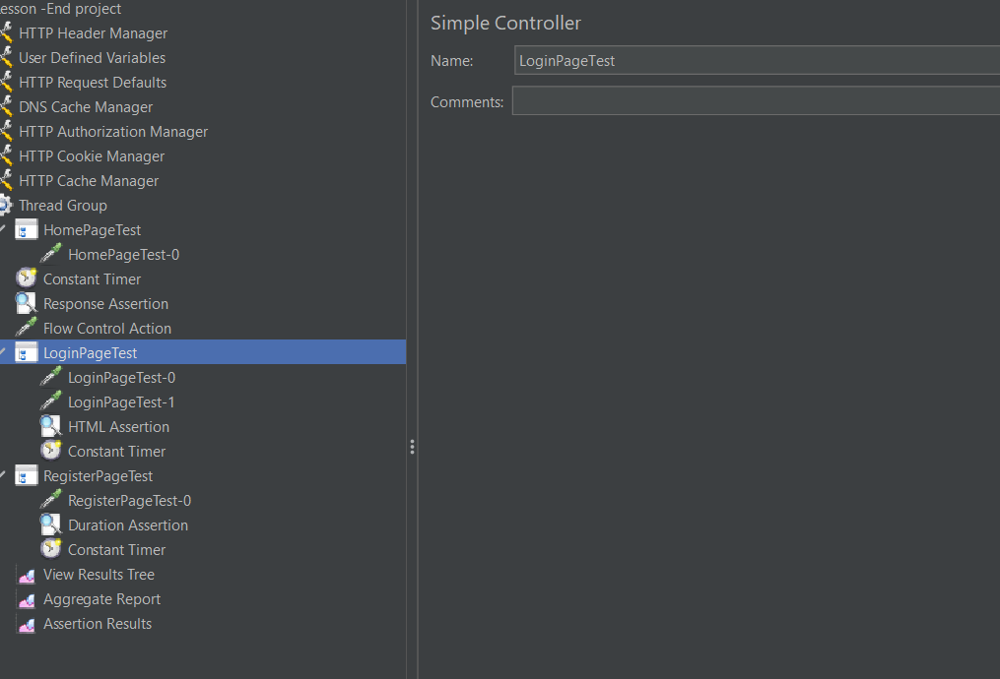 esson -End project
HTTP Header Manager
User Defined Variables
HTTP Request Defaults
DNS Cache Manager
HTTP Authorization Manager
HTTP Cookie Manager
HTTP Cache Manager
Thread Group
HomePageTest
HomePageTest-0
Constant Timer
Response Assertion
Flow Control Action
LoginPageTest
LoginPageTest-0
LoginPageTest-1
HTML Assertion
Constant Timer
RegisterPageTest
RegisterPageTest-0
Duration Assertion
Constant Timer
View Results Tree
Aggregate Report
Assertion Results
Simple Controller
Name: LoginPageTest
Comments: